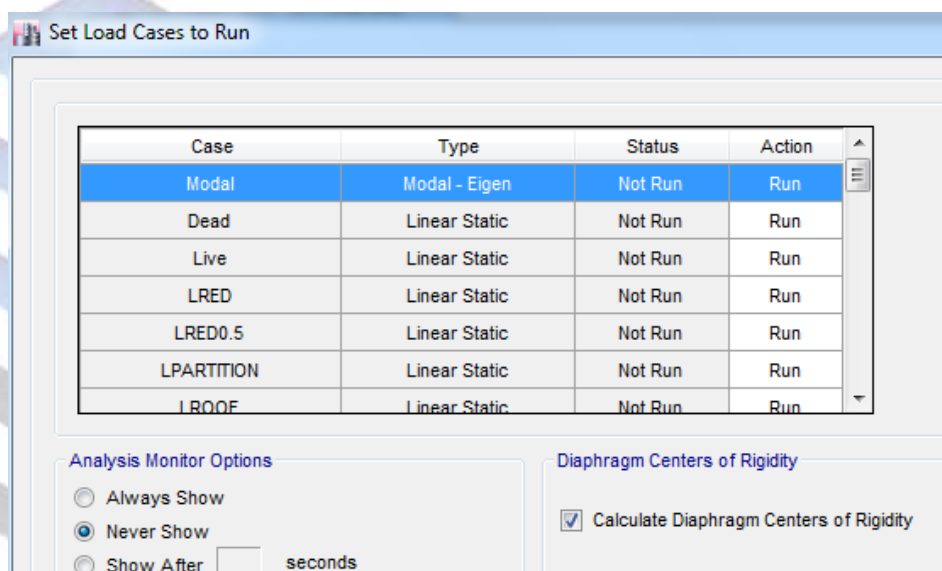 Set Load Cases to Run
Case Type Status Action
Modal Modal - Eigen Not Run Run
Dead Linear Static Not Run Run
Live Linear Static Not Run Run
LRED Linear Static Not Run Run
LRED0.5 Linear Static Not Run Run
LPARTITION Linear Static Not Run Run
LROOF Linear Static Not Run Run
Analysis Monitor Options
Always Show
Never Show
Show After seconds
Diaphragm Centers of Rigidity
Calculate Diaphragm Centers of Rigidity